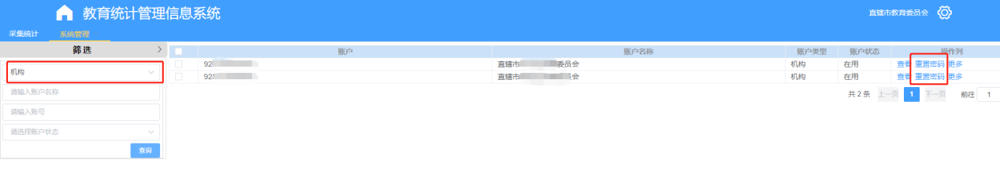 教育统计管理信息系统
直辖市教育委员会
采集统计 系统管理
筛选 >
账户 账户名称 账户类型 账户状态 操作列
机构
92 直辖市 委员会 机构 在用 查看 重置密码 更多
928 直辖市 会 机构 在用 查看 重置密码 更多
请输入账户名称
共 2 条 上一页 1 下一页 前往 1
请输入账号
请选择账户状态
查询